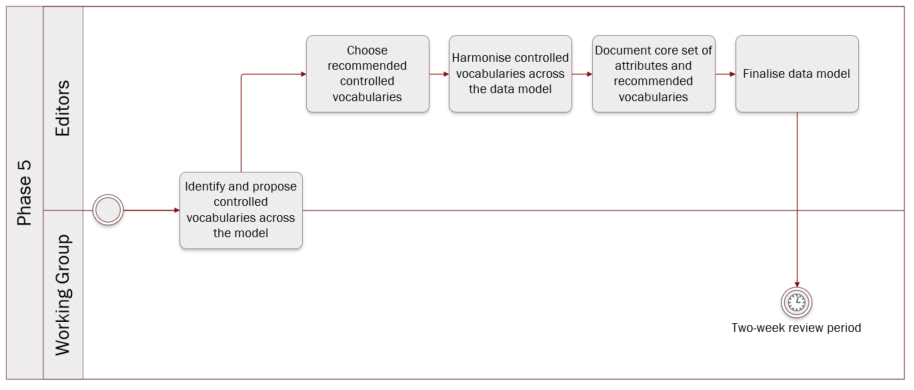 Phase 5
Editors
Working Group
Identify and propose
controlled
vocabularies across
the model
Choose
recommended
controlled
vocabularies
Harmonise controlled
vocabularies across
the data model
Document core set of
attributes and
recommended
vocabularies
Finalise data model
Two-week review period